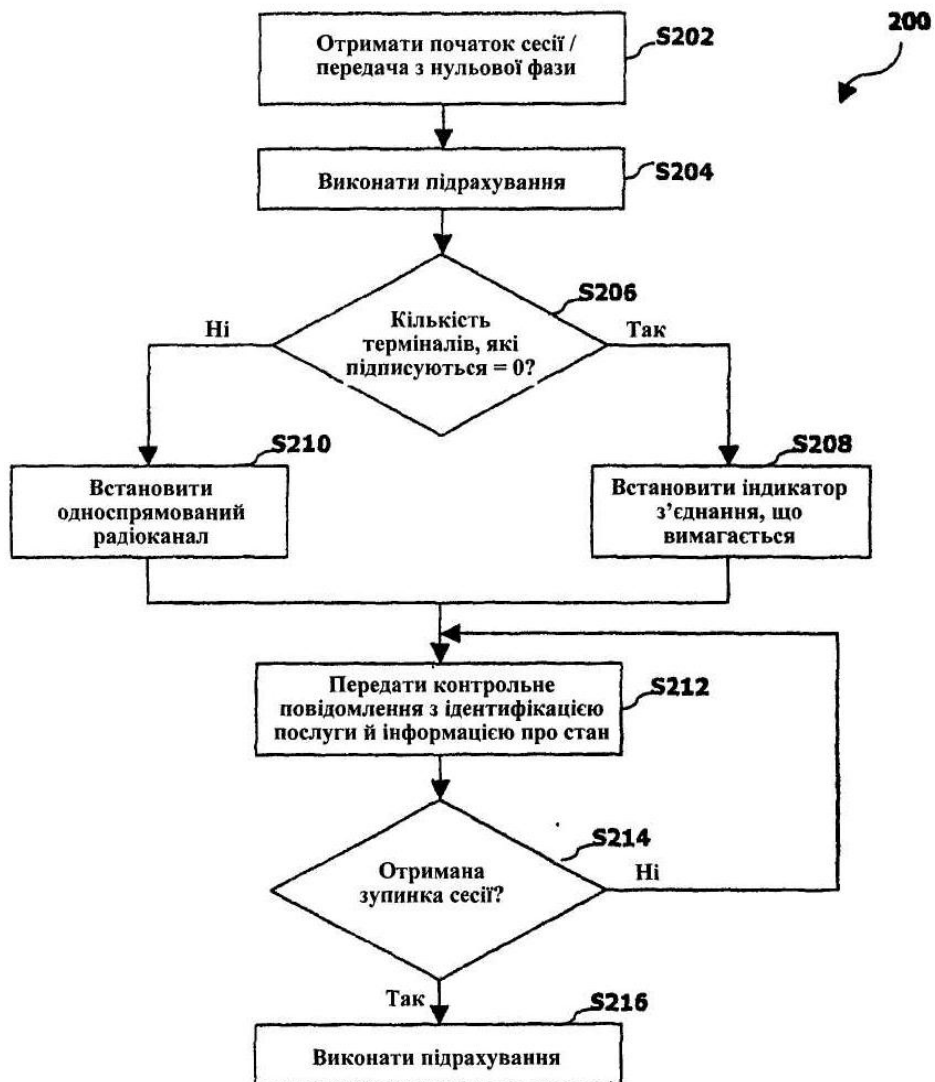 200
Отримати початок сесії /
передача з нульової фази
S202
Виконати підрахування
S204
S206
Кількість
терміналів, які
підписуються = 0?
Ні
Так
S210
Встановити
односпрямований
радіоканал
S208
Встановити індикатор
з’єднання, що
вимагається
Передати контрольне
повідомлення з ідентифікацією
послуги й інформацією про стан
S212
S214
Отримана
зупинка сесії?
Ні
Так
S216
Виконати підрахування